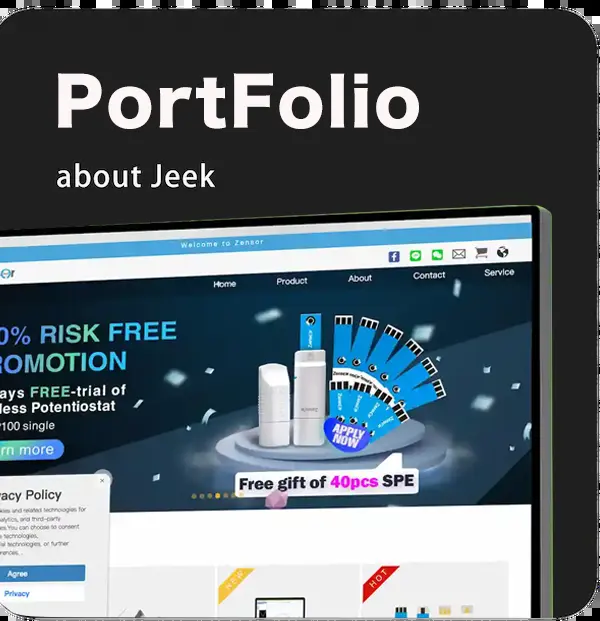 PortFolio
about Jeek
Welcome to Zensor
Home Product About Contact Service
0% RISK FREE
ROMOTION
ays FREE-trial of
less Potentiostat
/100 single
rn more
APPLY
NOW
Free gift of 40pcs SPE
vacy Policy
kies and related technologies for
alytics, and third-party
es.You can choose to consent
e technologies,
ial technologies, or further
erences...
Agree
Privacy
NEW
HOT